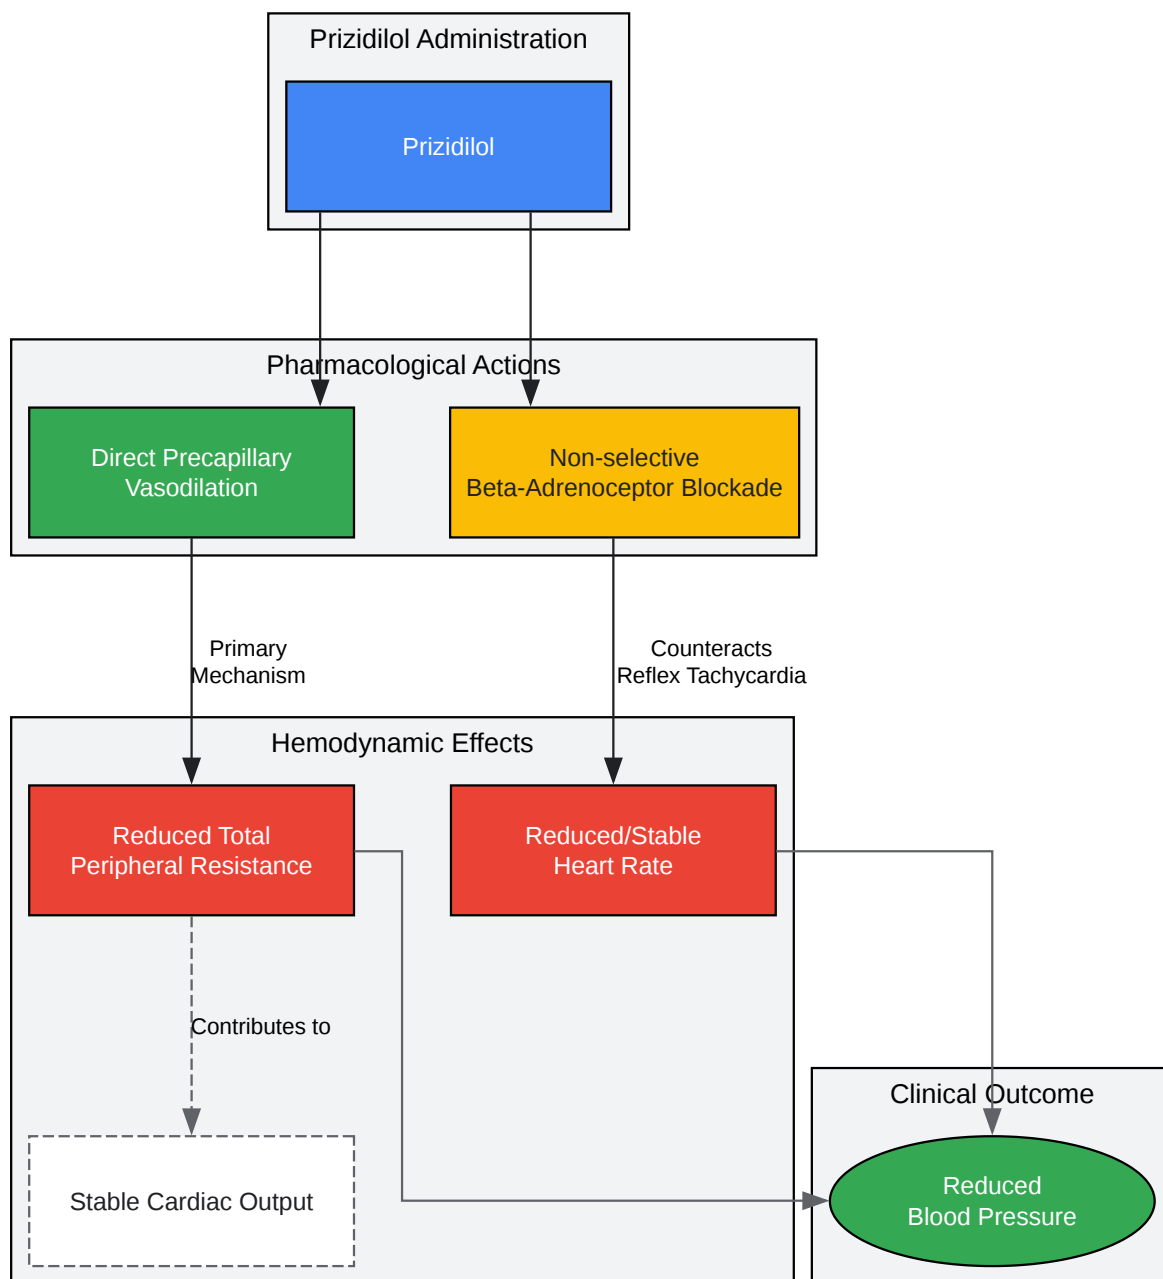 Prizidilol Administration
Prizidilol
Pharmacological Actions
Direct Precapillary
Vasodilation
Non-selective
Beta-Adrenoceptor Blockade
Primary
Mechanism
Counteracts
Reflex Tachycardia
Hemodynamic Effects
Reduced Total
Peripheral Resistance
Reduced/Stable
Heart Rate
Contributes to
Stable Cardiac Output
Clinical Outcome
Reduced
Blood Pressure